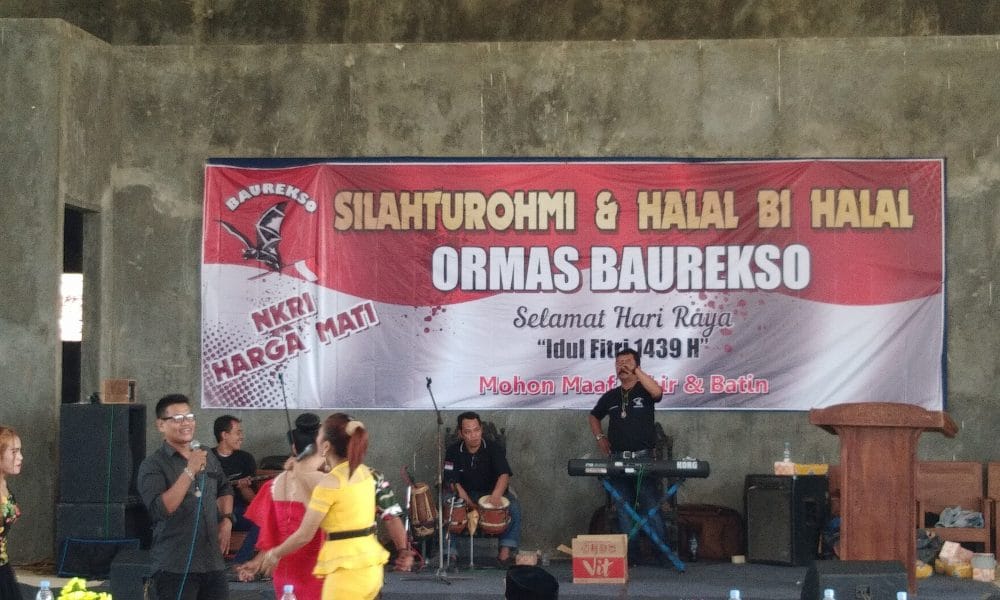 BAUREKSO
SILAHTUROHMI & HALAL BI HALAL
ORMAS BAUREKSO
NKRI
HARGA MATI
Selamat Hari Raya
"Idul Fitri 1439 H"
Mohon Maaf & Batin
KORG
Vit